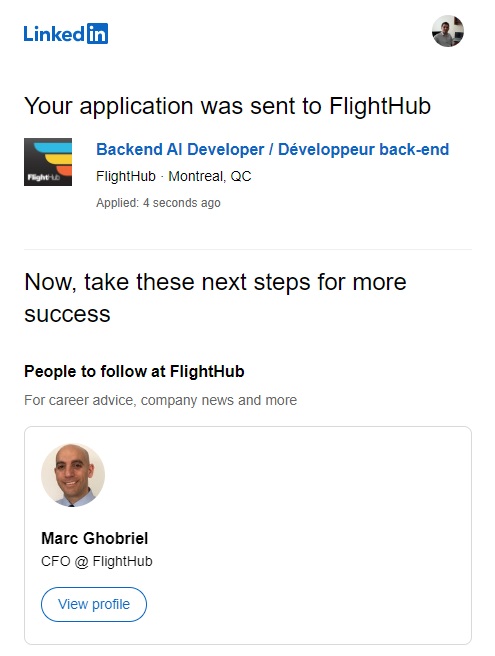 LinkedIn
Your application was sent to FlightHub
Backend AI Developer / Développeur back-end
FlightHub
FlightHub · Montreal, QC
Applied: 4 seconds ago
Now, take these next steps for more
success
People to follow at FlightHub
For career advice, company news and more
Marc Ghobriel
CFO @ FlightHub
View profile